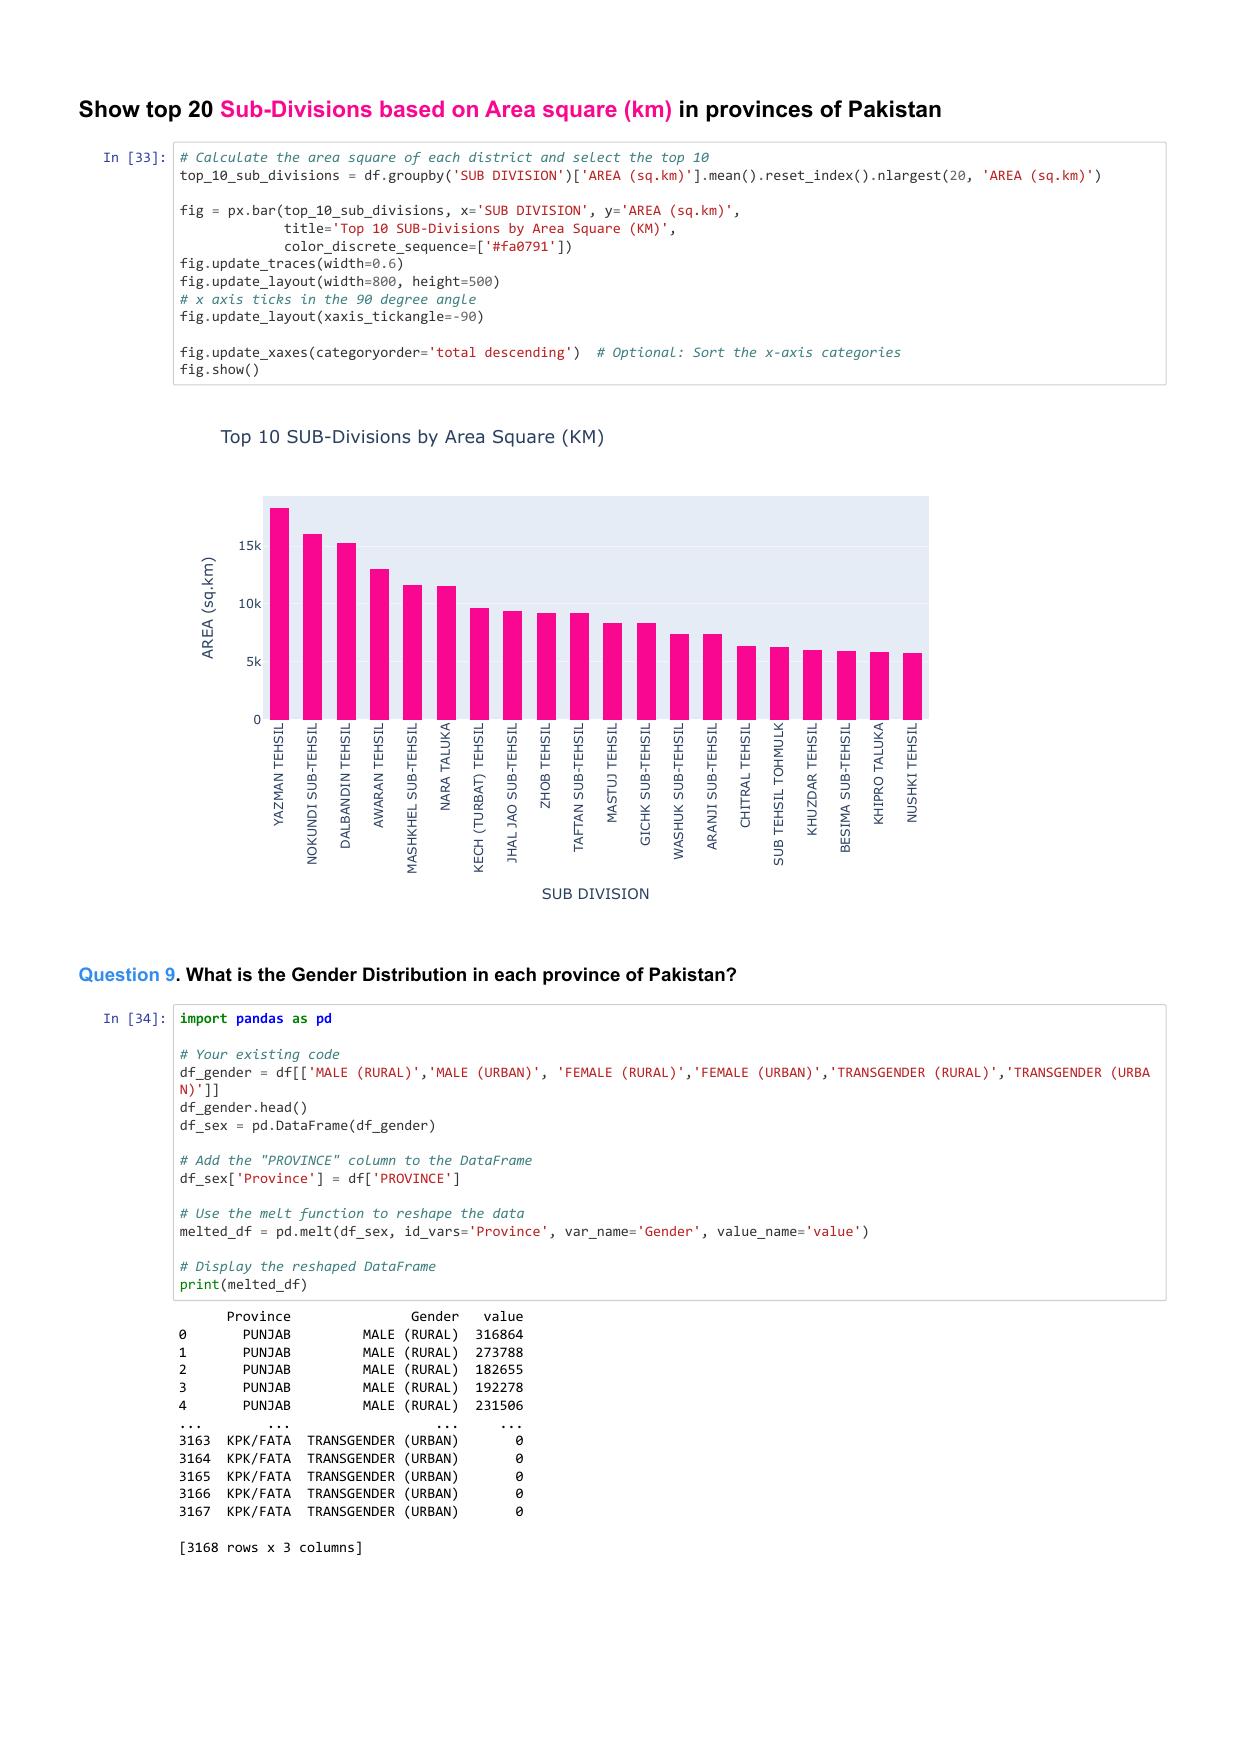 Show top 20 Sub-Divisions based on Area square (km) in provinces of Pakistan
In [33]:
# Calculate the area square of each district and select the top 10
top_10_sub_divisions = df.groupby('SUB DIVISION')['AREA (sq.km)'].mean().reset_index().nlargest(20, 'AREA (sq.km)')
fig = px.bar(top_10_sub_divisions, x='SUB DIVISION', y='AREA (sq.km)',
             title='Top 10 SUB-Divisions by Area Square (KM)',
             color_discrete_sequence=['#fa0791'])
fig.update_traces(width=0.6)
fig.update_layout(width=800, height=500)
# x axis ticks in the 90 degree angle
fig.update_layout(xaxis_tickangle=-90)
fig.update_xaxes(categoryorder='total descending')  # Optional: Sort the x-axis categories
fig.show()
Top 10 SUB-Divisions by Area Square (KM)
AREA (sq.km)
15k
10k
5k
0
YAZMAN TEHSIL
NOKUNDI SUB-TEHSIL
DALBANDIN TEHSIL
AWARAN TEHSIL
MASHKHEL SUB-TEHSIL
NARA TALUKA
KECH (TURBAT) TEHSIL
JHAL JAO SUB-TEHSIL
ZHOB TEHSIL
TAFTAN SUB-TEHSIL
MASTUJ TEHSIL
GICHK SUB-TEHSIL
WASHUK SUB-TEHSIL
ARANJI SUB-TEHSIL
CHITRAL TEHSIL
SUB TEHSIL TOHMULK
KHUZDAR TEHSIL
BESIMA SUB-TEHSIL
KHIPRO TALUKA
NUSHKI TEHSIL
SUB DIVISION
Question 9. What is the Gender Distribution in each province of Pakistan?
In [34]:
import pandas as pd
# Your existing code
df_gender = df[['MALE (RURAL)','MALE (URBAN)', 'FEMALE (RURAL)','FEMALE (URBAN)','TRANSGENDER (RURAL)','TRANSGENDER (URBA
N)']]
df_gender.head()
df_sex = pd.DataFrame(df_gender)
# Add the "PROVINCE" column to the DataFrame
df_sex['Province'] = df['PROVINCE']
# Use the melt function to reshape the data
melted_df = pd.melt(df_sex, id_vars='Province', var_name='Gender', value_name='value')
# Display the reshaped DataFrame
print(melted_df)
      Province               Gender   value
0       PUNJAB         MALE (RURAL)  316864
1       PUNJAB         MALE (RURAL)  273788
2       PUNJAB         MALE (RURAL)  182655
3       PUNJAB         MALE (RURAL)  192278
4       PUNJAB         MALE (RURAL)  231506
...        ...                  ...     ...
3163  KPK/FATA  TRANSGENDER (URBAN)       0
3164  KPK/FATA  TRANSGENDER (URBAN)       0
3165  KPK/FATA  TRANSGENDER (URBAN)       0
3166  KPK/FATA  TRANSGENDER (URBAN)       0
3167  KPK/FATA  TRANSGENDER (URBAN)       0
[3168 rows x 3 columns]